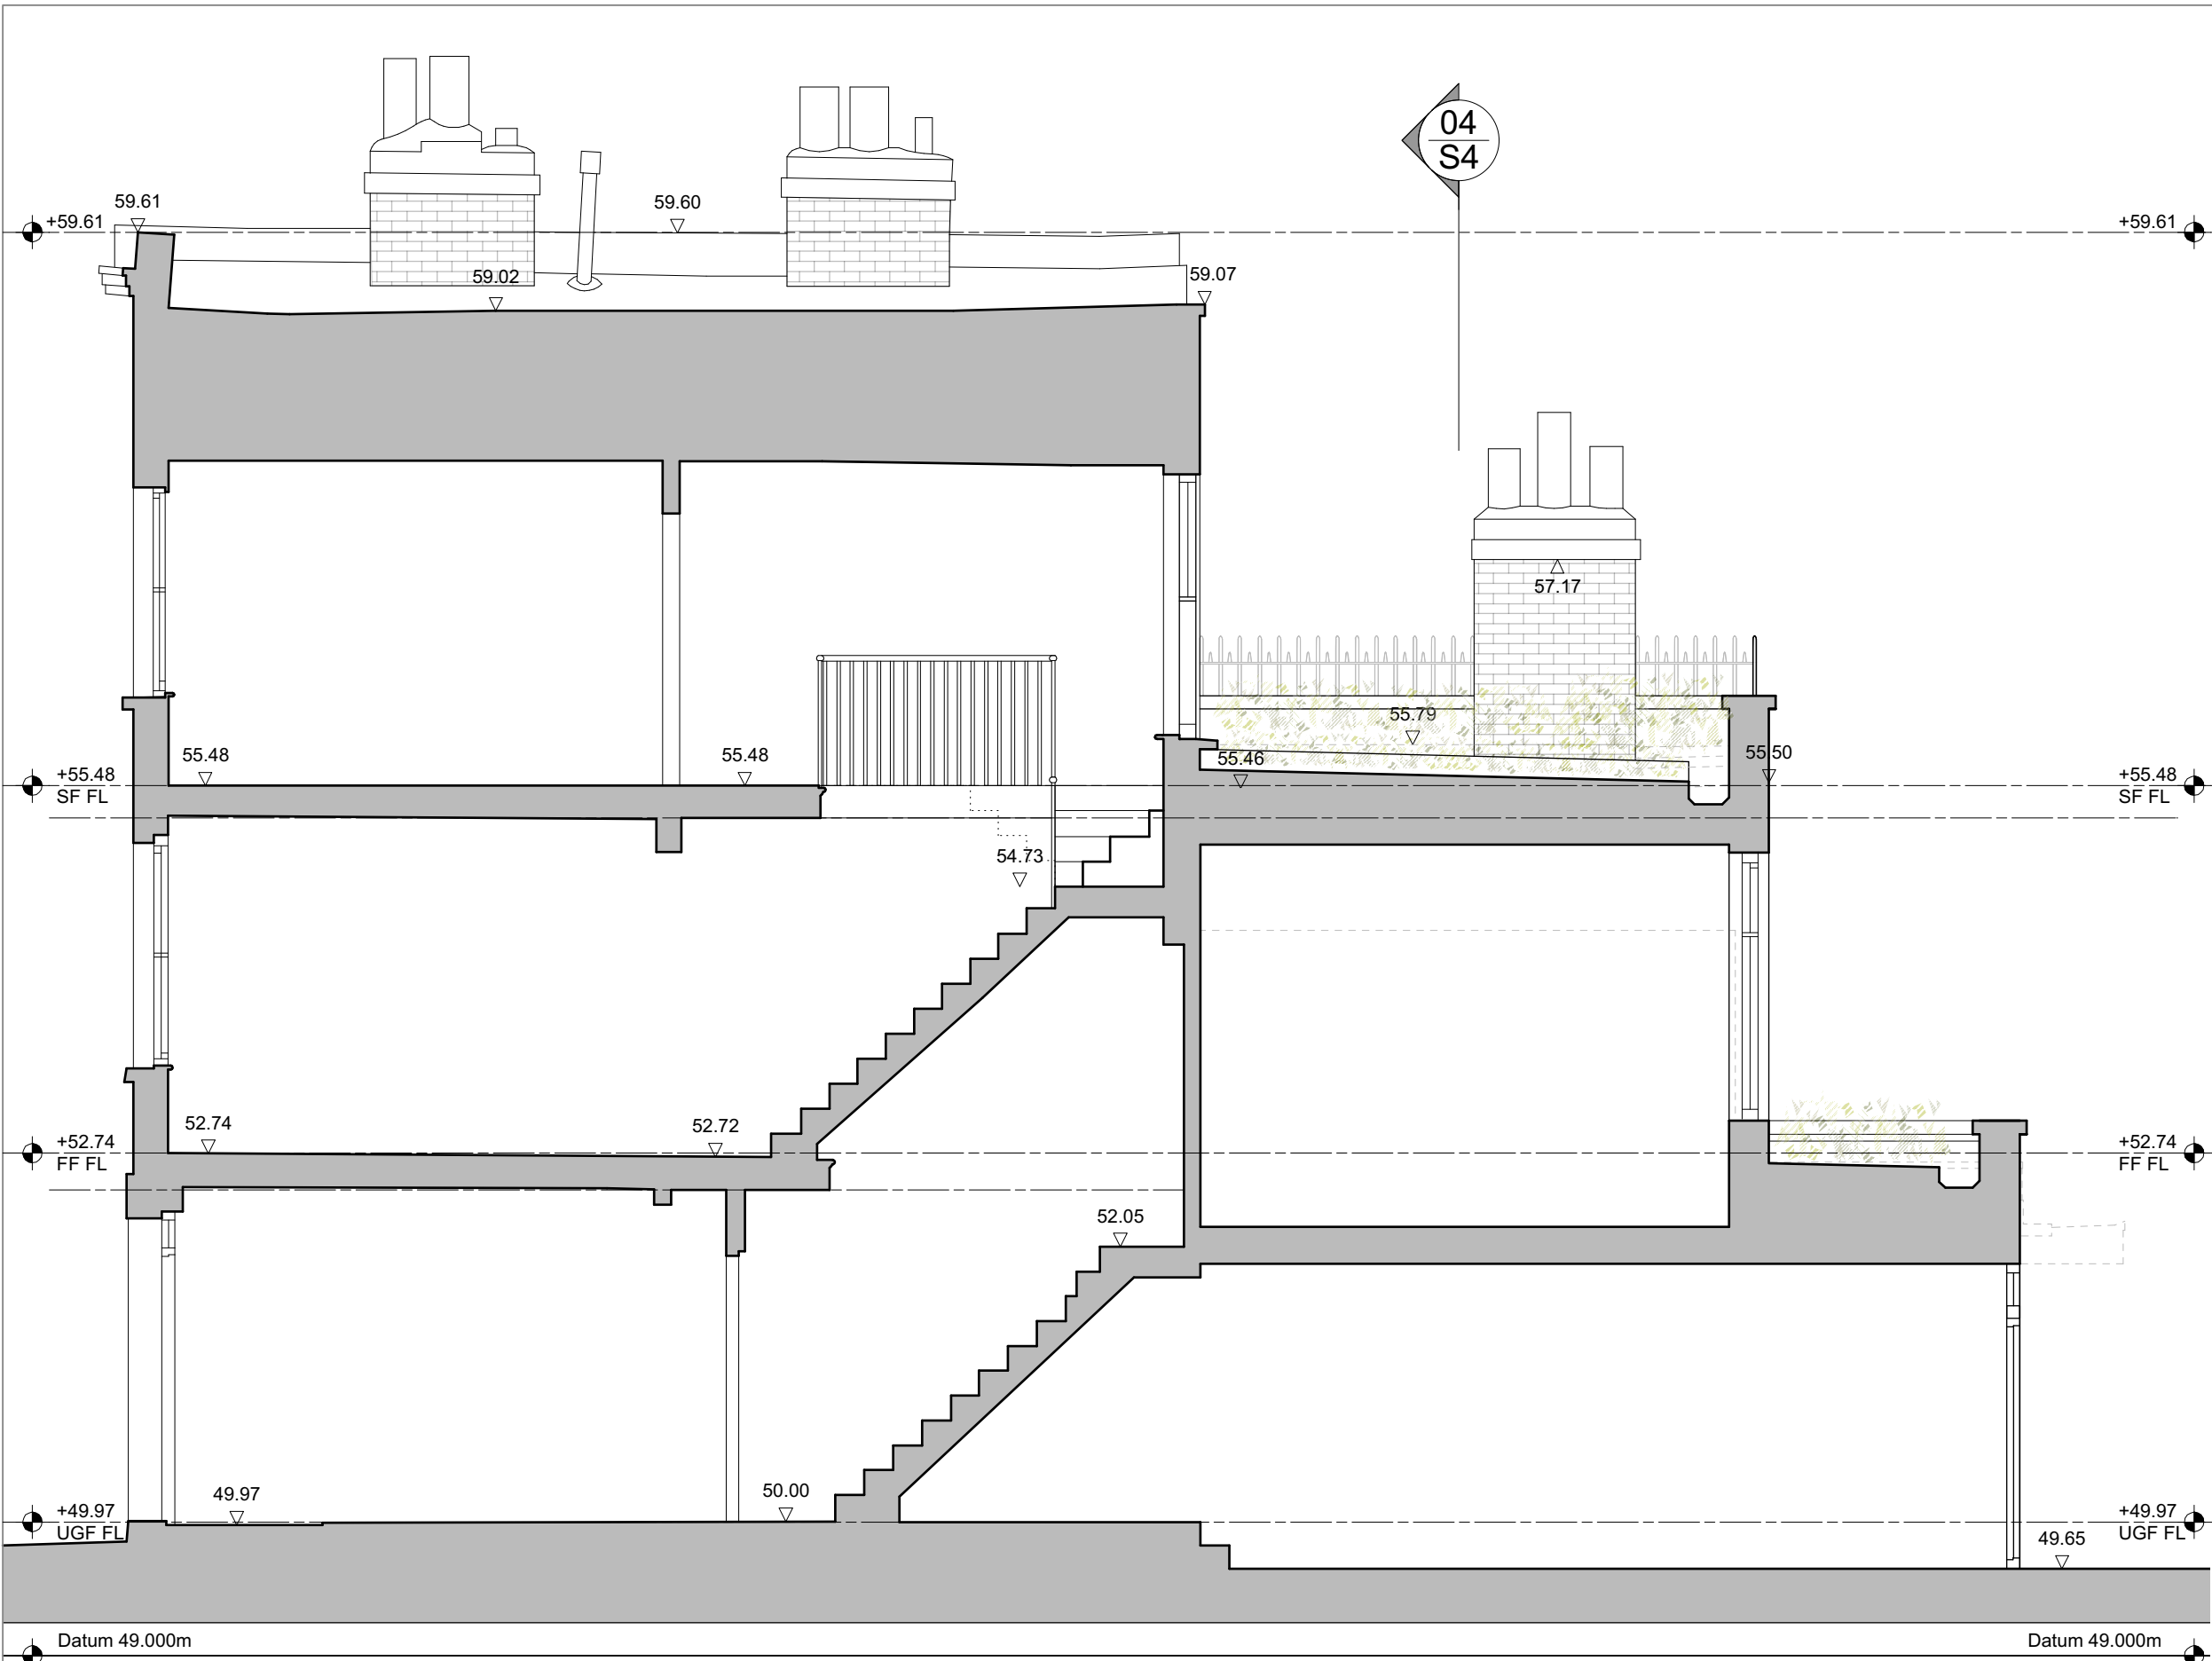 04
S4
59.61
59.60
+59.61
+59.61
59.02
59.07
57.17
55.79
55.48
55.48
55.46
55.50
+55.48
SF FL
+55.48
SF FL
54.73
52.74
52.72
+52.74
FF FL
+52.74
FF FL
52.05
49.97
50.00
+49.97
UGF FL
+49.97
UGF FL
49.65
Datum 49.000m
Datum 49.000m